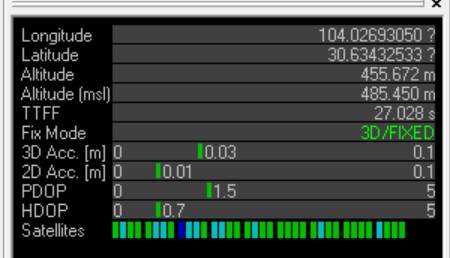 Longitude 104.02693050 ?
Latitude 30.63432533 ?
Altitude 455.672 m
Altitude (msl) 485.450 m
TTFF 27.028 s
Fix Mode 3D/FIXED
3D Acc. [m] 0 0.03 0.1
2D Acc. [m] 0 0.01 0.1
PDOP 0 1.5 5
HDOP 0 0.7 5
Satellites